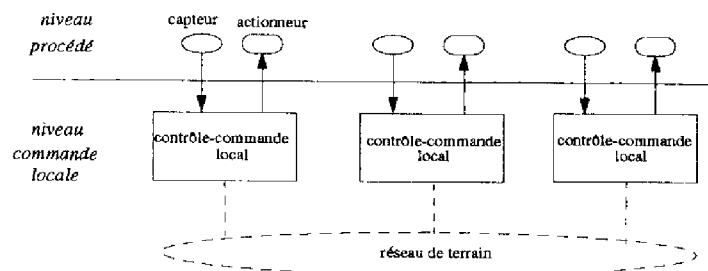 niveau
procédé
capteur actionneur
niveau
commande
locale
contrôle-commande
local
contrôle-commande
local
contrôle-commande
local
réseau de terrain